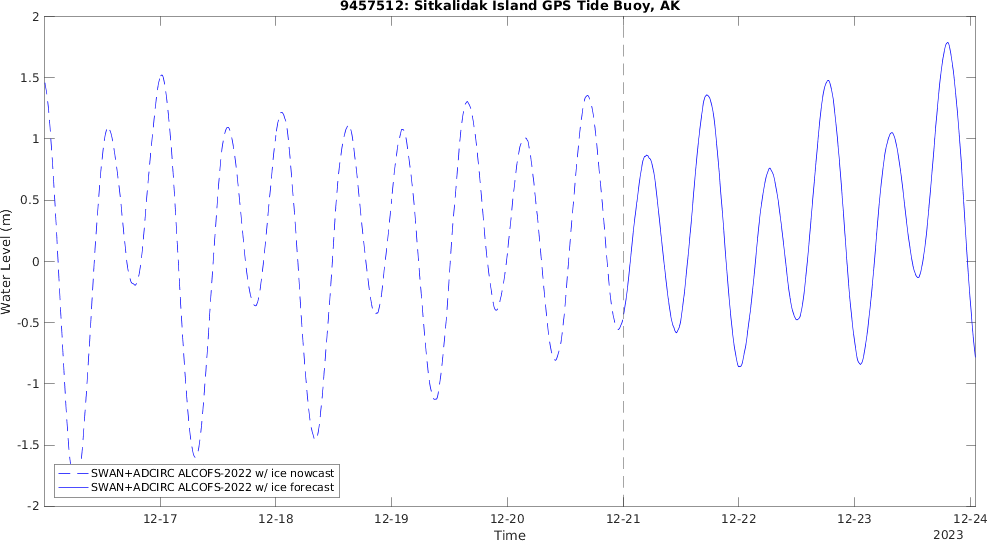 9457512: Sitkalidak Island GPS Tide Buoy, AK
2
1.5
1
0.5
0
-0.5
-1
-1.5
-2
Water Level (m)
SWAN+ADCIRC ALCOFS-2022 w/ ice nowcast
SWAN+ADCIRC ALCOFS-2022 w/ ice forecast
12-17 12-18 12-19 12-20 12-21 12-22 12-23 12-24
Time
2023